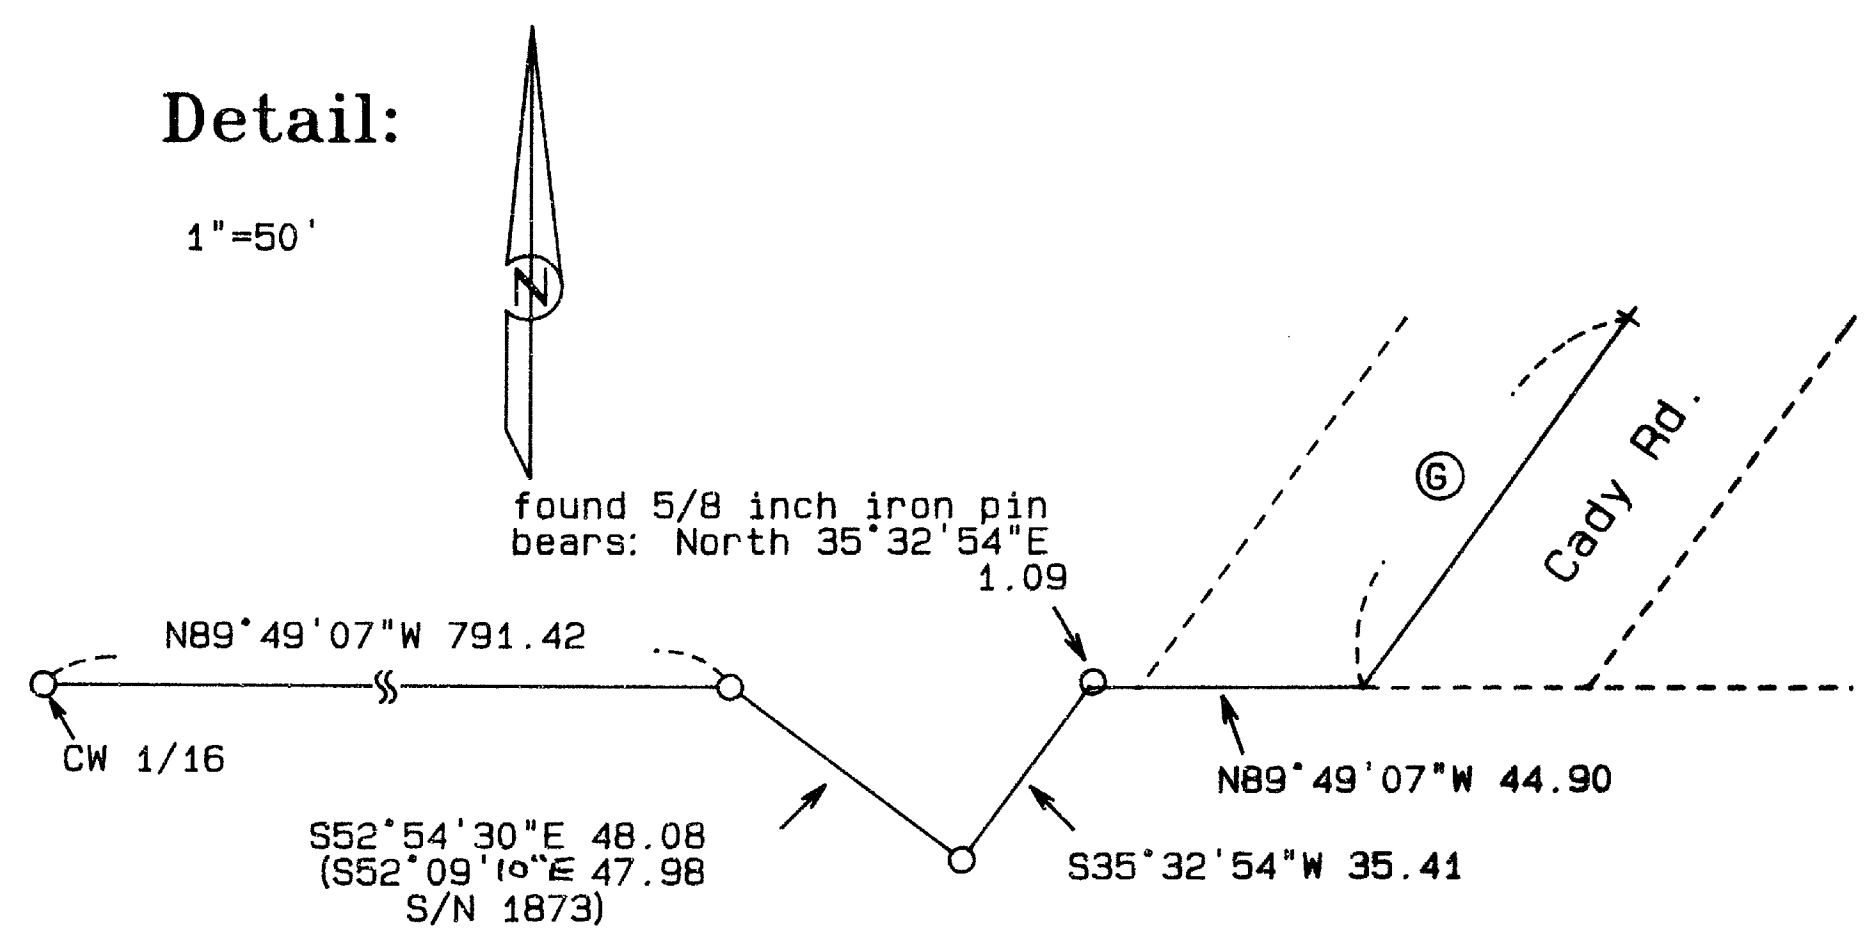 Detail:
1"=50'
N
found 5/8 inch iron pin
bears: North 35°32'54"E
1.09
G
Cady Rd.
N89°49'07"W 791.42
CW 1/16
N89°49'07"W 44.90
S52°54'30"E 48.08
(S52°09'10"E 47.98
S/N 1873)
S35°32'54"W 35.41